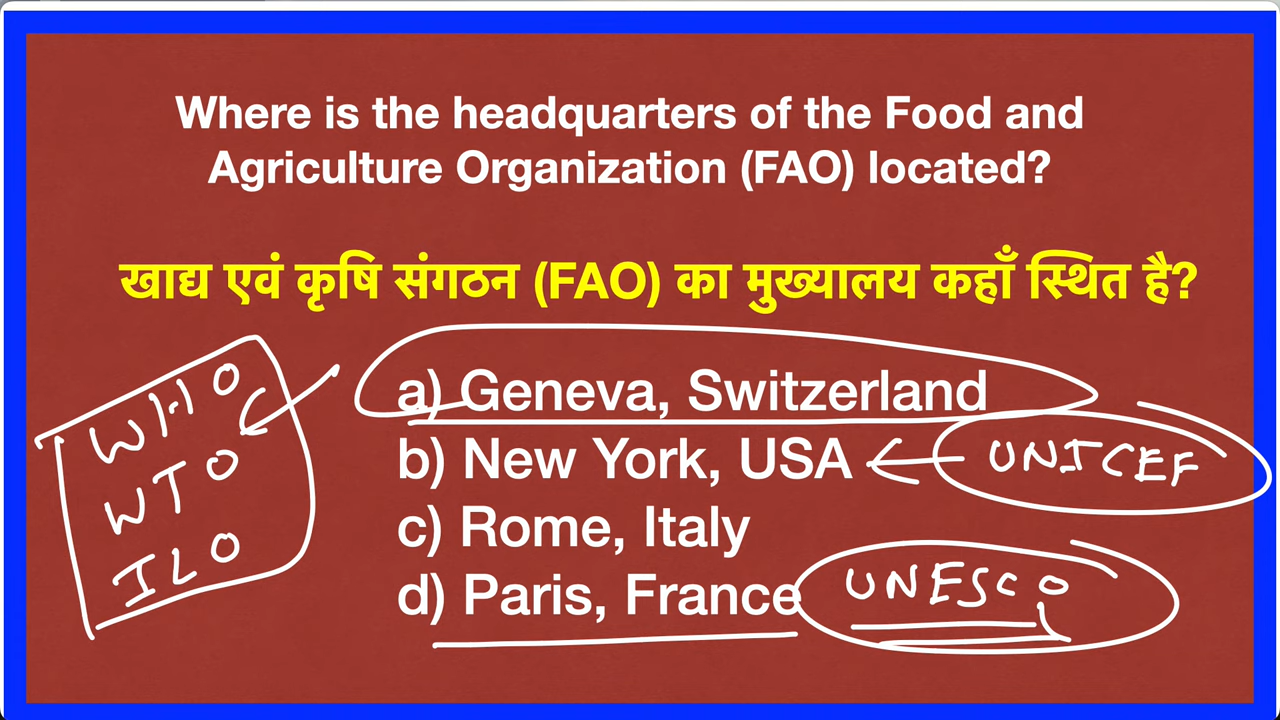 Where is the headquarters of the Food and
Agriculture Organization (FAO) located?
खाद्य एवं कृषि संगठन (FAO) का मुख्यालय कहाँ स्थित है?
WHO
WTO
ILO
a) Geneva, Switzerland
b) New York, USA ← UNICEF
c) Rome, Italy
d) Paris, France UNESCO